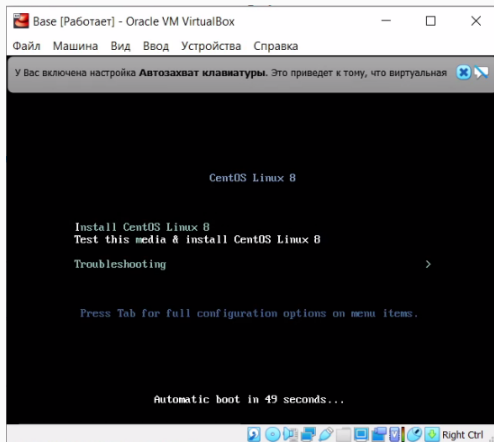 Base [Работает] - Oracle VM VirtualBox
Файл Машина Вид Ввод Устройства Справка
У Вас включена настройка Автозахват клавиатуры. Это приведет к тому, что виртуальная
CentOS Linux 8
Install CentOS Linux 8
Test this media & install CentOS Linux 8
Troubleshooting >
Press Tab for full configuration options on menu items.
Automatic boot in 49 seconds...
Right Ctrl